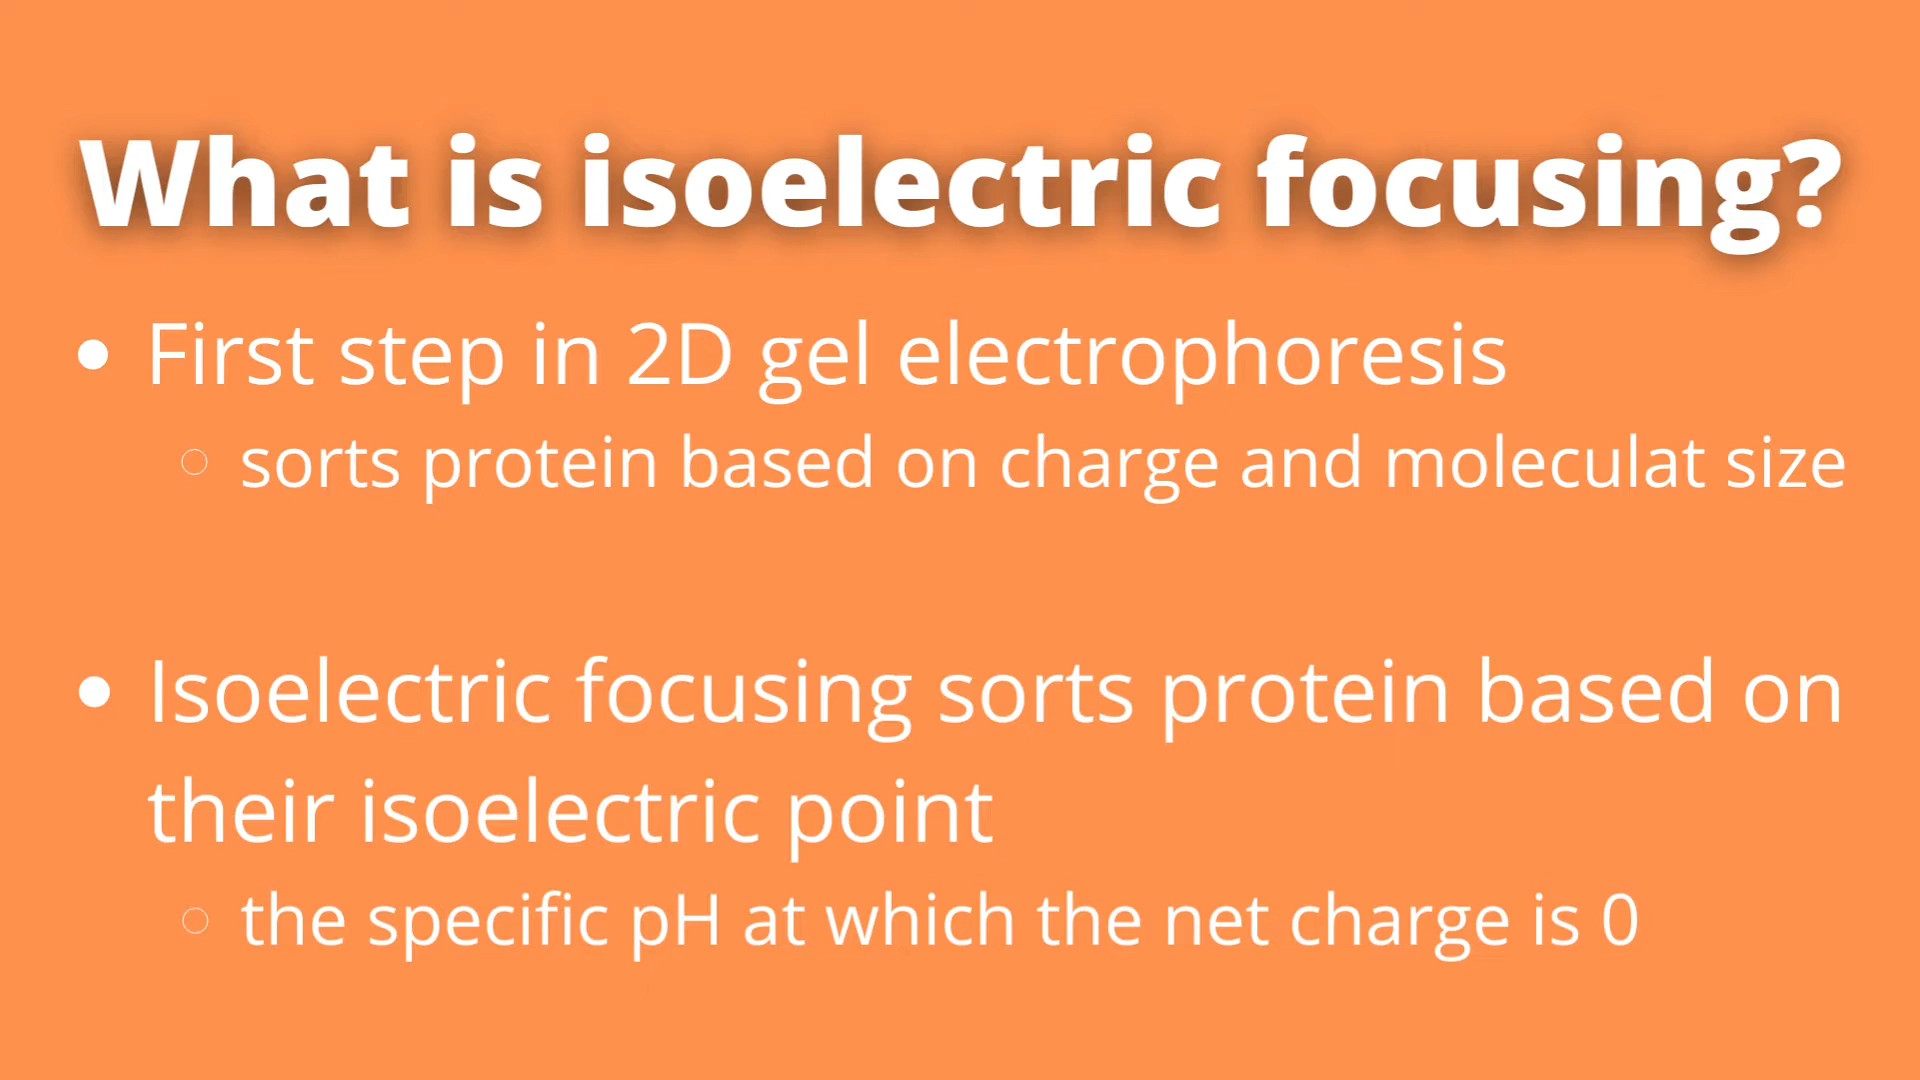 What is isoelectric focusing?
• First step in 2D gel electrophoresis
○ sorts protein based on charge and moleculat size
• Isoelectric focusing sorts protein based on
their isoelectric point
○ the specific pH at which the net charge is 0